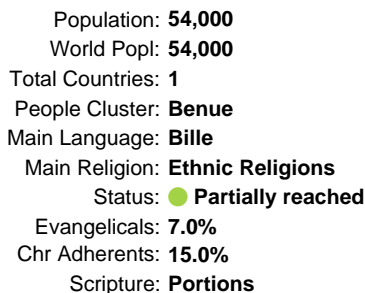 Population: 54,000
World Popl: 54,000
Total Countries: 1
People Cluster: Benue
Main Language: Bille
Main Religion: Ethnic Religions
Status: Partially reached
Evangelicals: 7.0%
Chr Adherents: 15.0%
Scripture: Portions